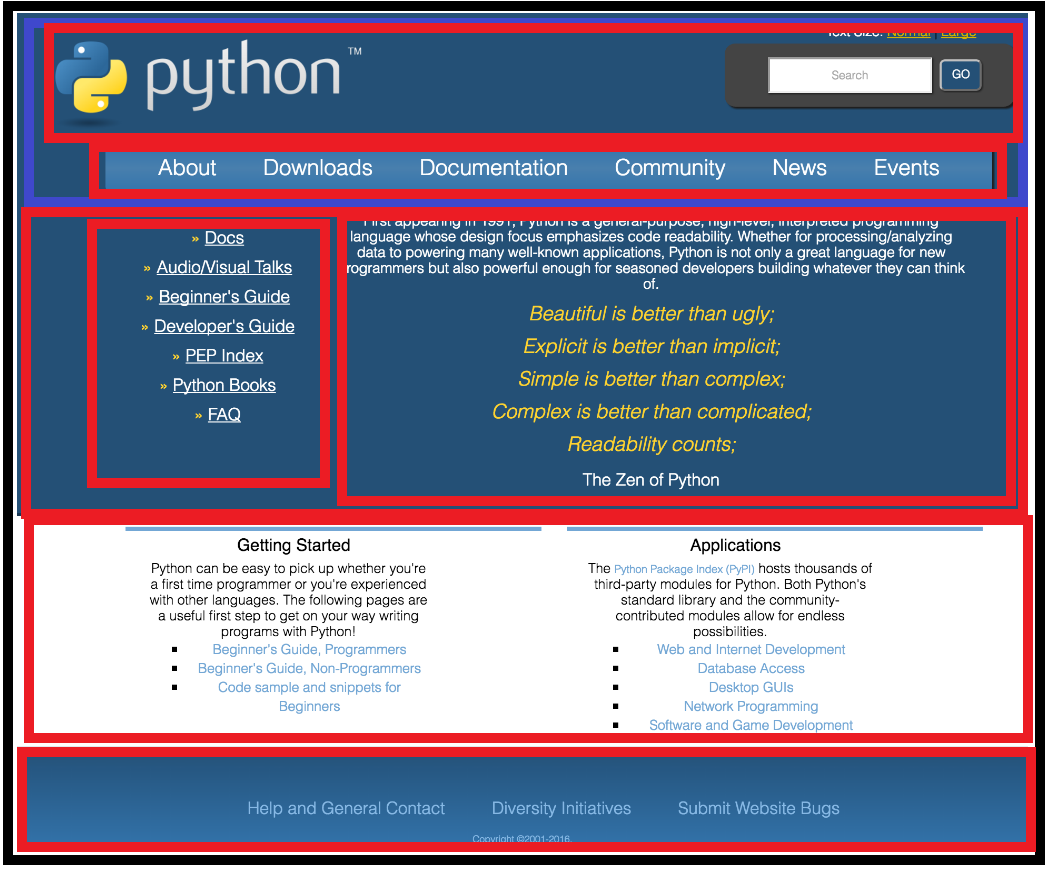 Text Size: Normal | Large
python ™
Search
GO
About Downloads Documentation Community News Events
» Docs
» Audio/Visual Talks
» Beginner's Guide
» Developer's Guide
» PEP Index
» Python Books
» FAQ
First appearing in 1991, Python is a general-purpose, high-level, interpreted programming
language whose design focus emphasizes code readability. Whether for processing/analyzing
data to powering many well-known applications, Python is not only a great language for new
rogrammers but also powerful enough for seasoned developers building whatever they can think
of.
Beautiful is better than ugly;
Explicit is better than implicit;
Simple is better than complex;
Complex is better than complicated;
Readability counts;
The Zen of Python
Getting Started
Python can be easy to pick up whether you're
a first time programmer or you're experienced
with other languages. The following pages are
a useful first step to get on your way writing
programs with Python!
▪ Beginner's Guide, Programmers
▪ Beginner's Guide, Non-Programmers
▪ Code sample and snippets for
Beginners
Applications
The Python Package Index (PyPI) hosts thousands of
third-party modules for Python. Both Python's
standard library and the community-
contributed modules allow for endless
possibilities.
▪ Web and Internet Development
▪ Database Access
▪ Desktop GUIs
▪ Network Programming
▪ Software and Game Development
Help and General Contact Diversity Initiatives Submit Website Bugs
Copyright ©2001-2016.